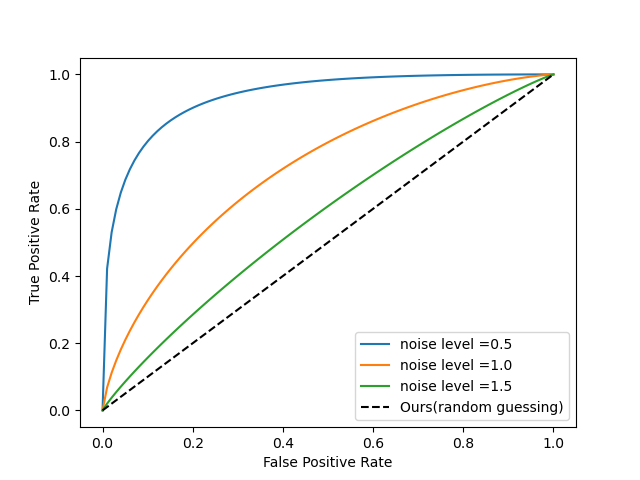 1.0
0.8
0.6
0.4
0.2
0.0
True Positive Rate
noise level =0.5
noise level =1.0
noise level =1.5
Ours(random guessing)
0.0 0.2 0.4 0.6 0.8 1.0
False Positive Rate